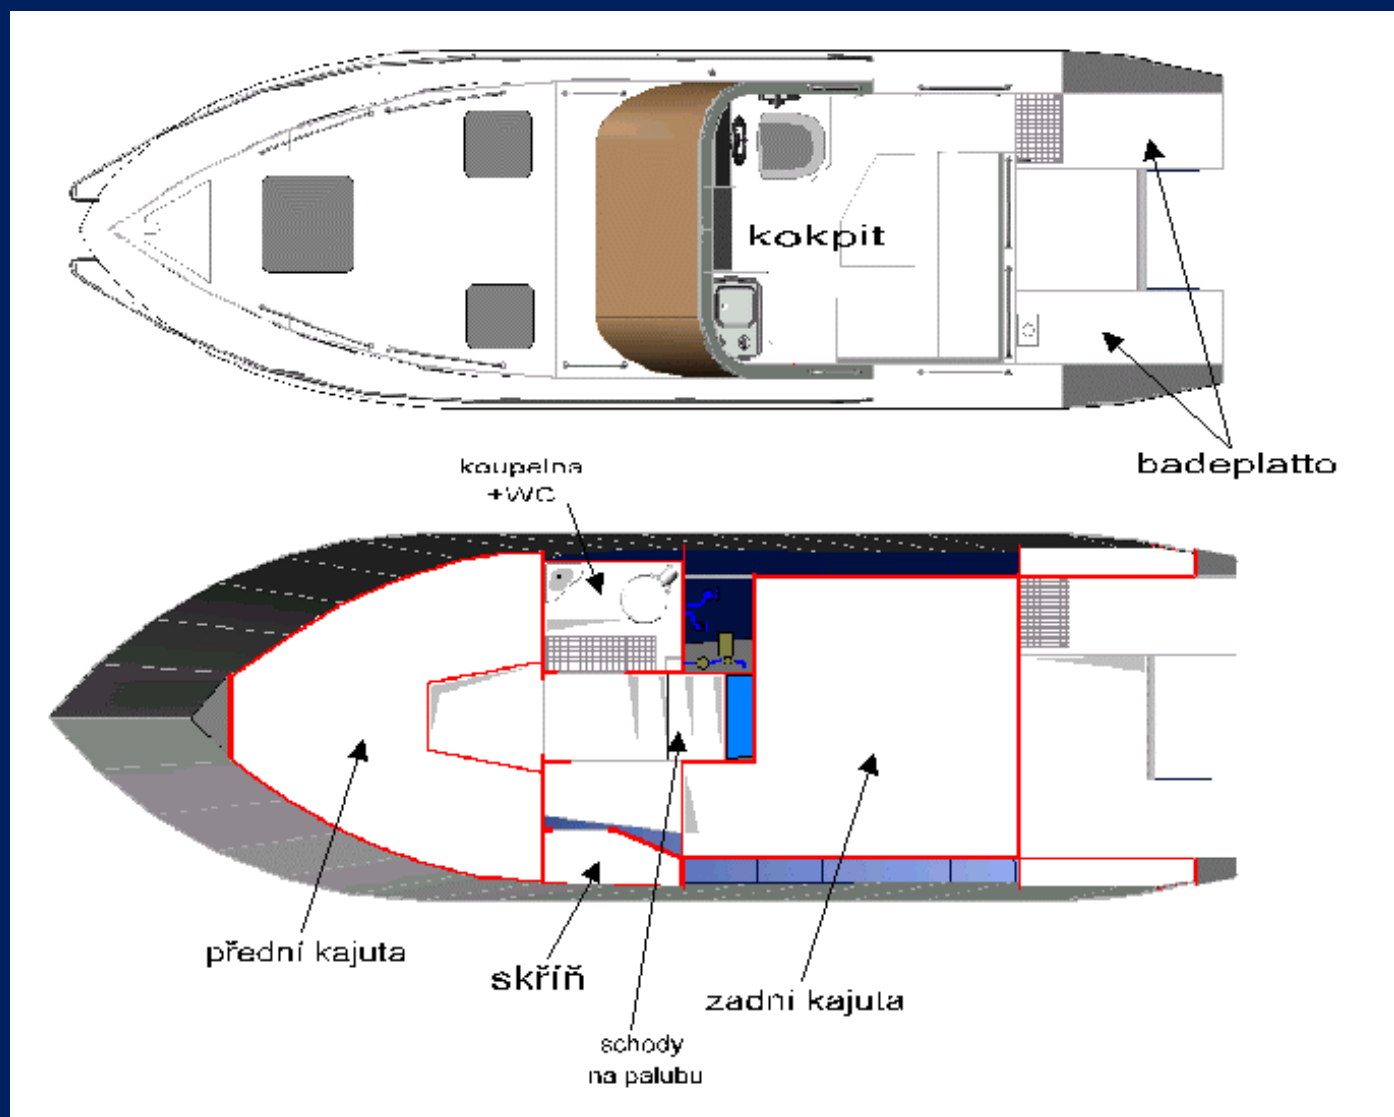 kokpit
badeplatto
koupelna
+WC
přední kajuta
skříň
zadní kajuta
schody
na palubu